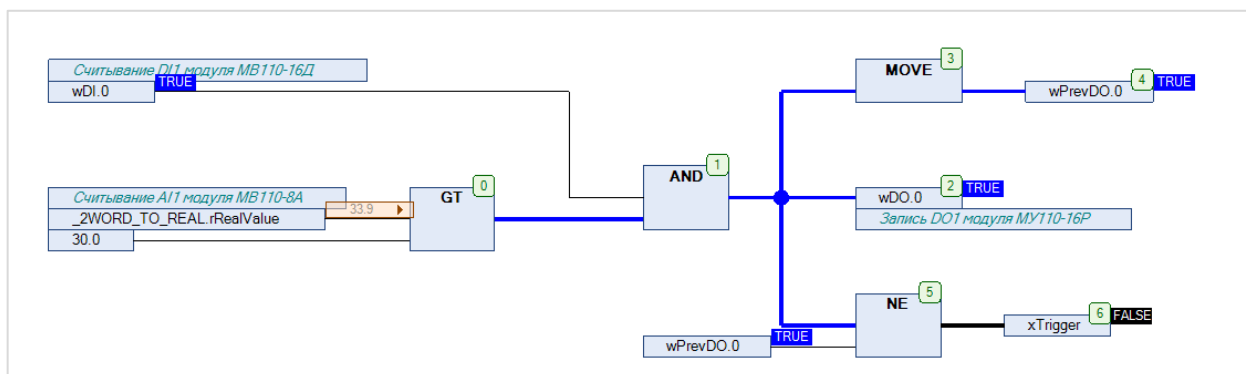 Считывание DI1 модуля МВ110-16Д
wDI.0
TRUE
MOVE
3
wPrevDO.0
4
TRUE
Считывание AI1 модуля МВ110-8А
_2WORD_TO_REAL.rRealValue
33.9
30.0
GT
0
AND
1
wDO.0
2
TRUE
Запись DO1 модуля МУ110-16Р
wPrevDO.0
TRUE
NE
5
xTrigger
6
FALSE